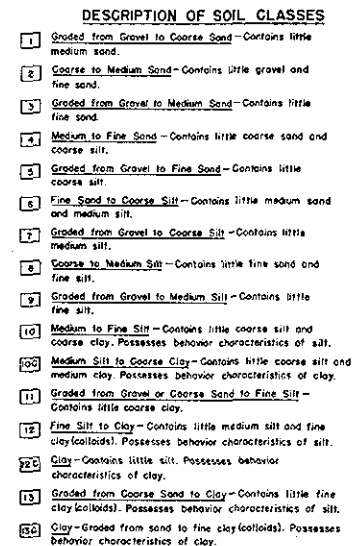 DESCRIPTION OF SOIL CLASSES
1 Graded from Gravel to Coarse Sand-Contains little
medium sand.
2 Coarse to Medium Sand-Contains little gravel and
fine sand.
3 Graded from Gravel to Medium Sand-Contains little
fine sand.
4 Medium to Fine Sand-Contains little coarse sand and
coarse silt.
5 Graded from Gravel to Fine Sand-Contains little
coarse silt.
6 Fine Sand to Coarse Silt-Contains little medium sand
and medium silt.
7 Graded from Gravel to Coarse Silt-Contains little
medium silt.
8 Coarse to Medium Silt-Contains little fine sand and
fine silt.
9 Graded from Gravel to Medium Silt-Contains little
fine silt.
10 Medium to Fine Silt-Contains little coarse silt and
coarse clay. Possesses behavior characteristics of silt.
10C Medium Silt to Coarse Clay-Contains little coarse silt and
medium clay. Possesses behavior characteristics of clay.
11 Graded from Gravel or Coarse Sand to Fine Silt-
Contains little coarse clay.
12 Fine Silt to Clay-Contains little medium silt and fine
clay (colloids). Possesses behavior characteristics of silt.
12C Clay-Contains little silt. Possesses behavior
characteristics of clay.
13 Graded from Coarse Sand to Clay-Contains little fine
clay (colloids). Possesses behavior characteristics of silt.
13C Clay-Graded from sand to fine clay (colloids). Possesses
behavior characteristics of clay.